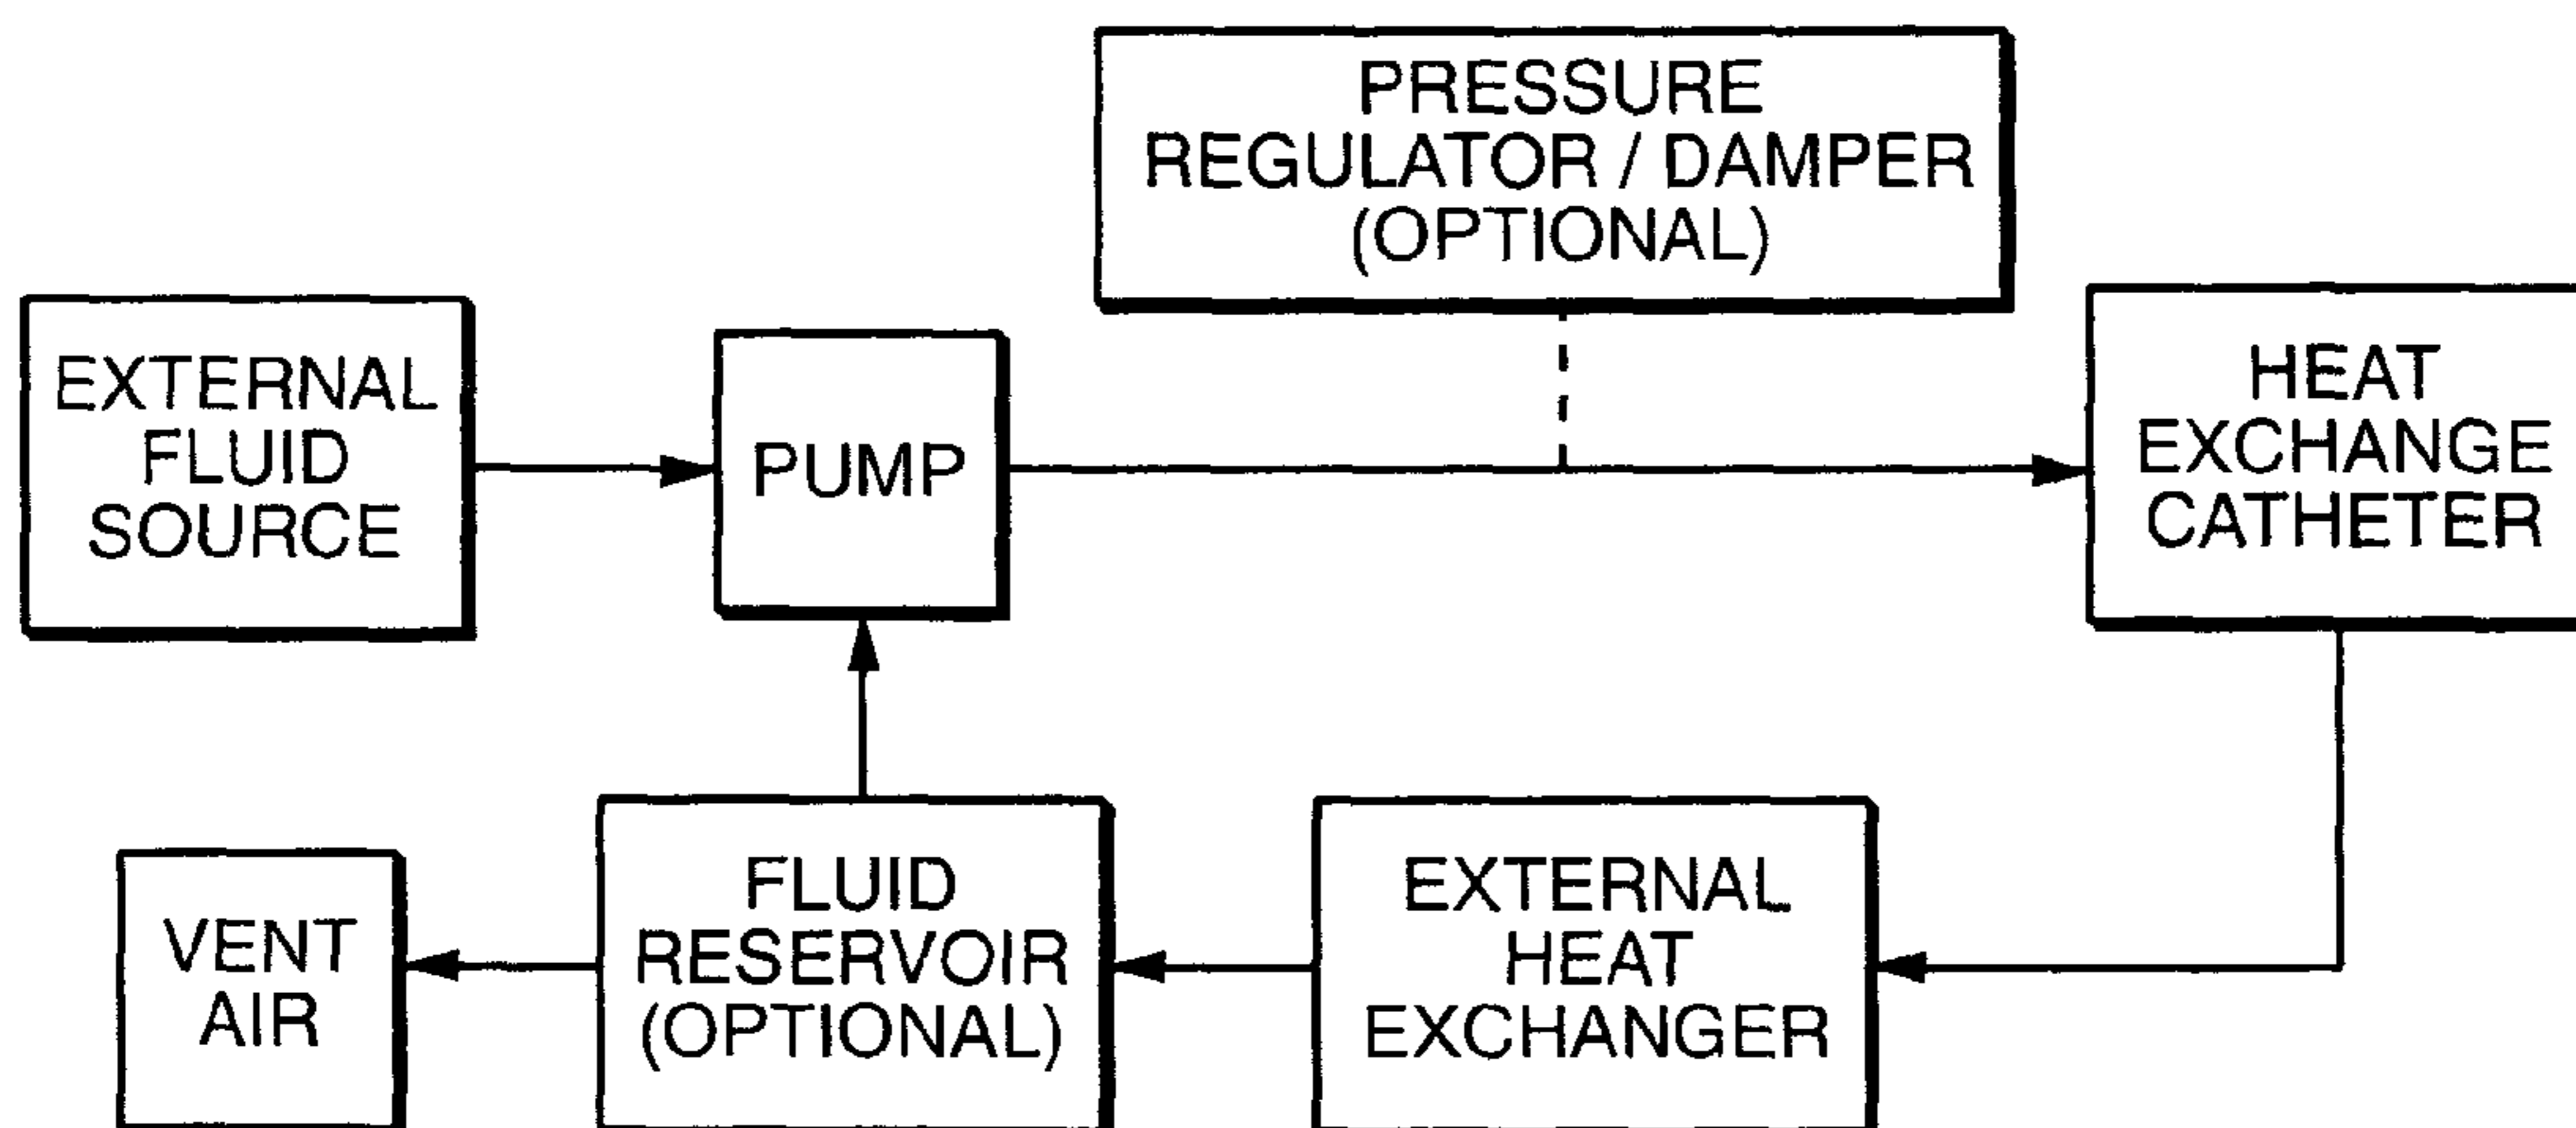 PRESSURE
REGULATOR / DAMPER
(OPTIONAL)
EXTERNAL
FLUID
SOURCE
PUMP
HEAT
EXCHANGE
CATHETER
VENT
AIR
FLUID
RESERVOIR
(OPTIONAL)
EXTERNAL
HEAT
EXCHANGER